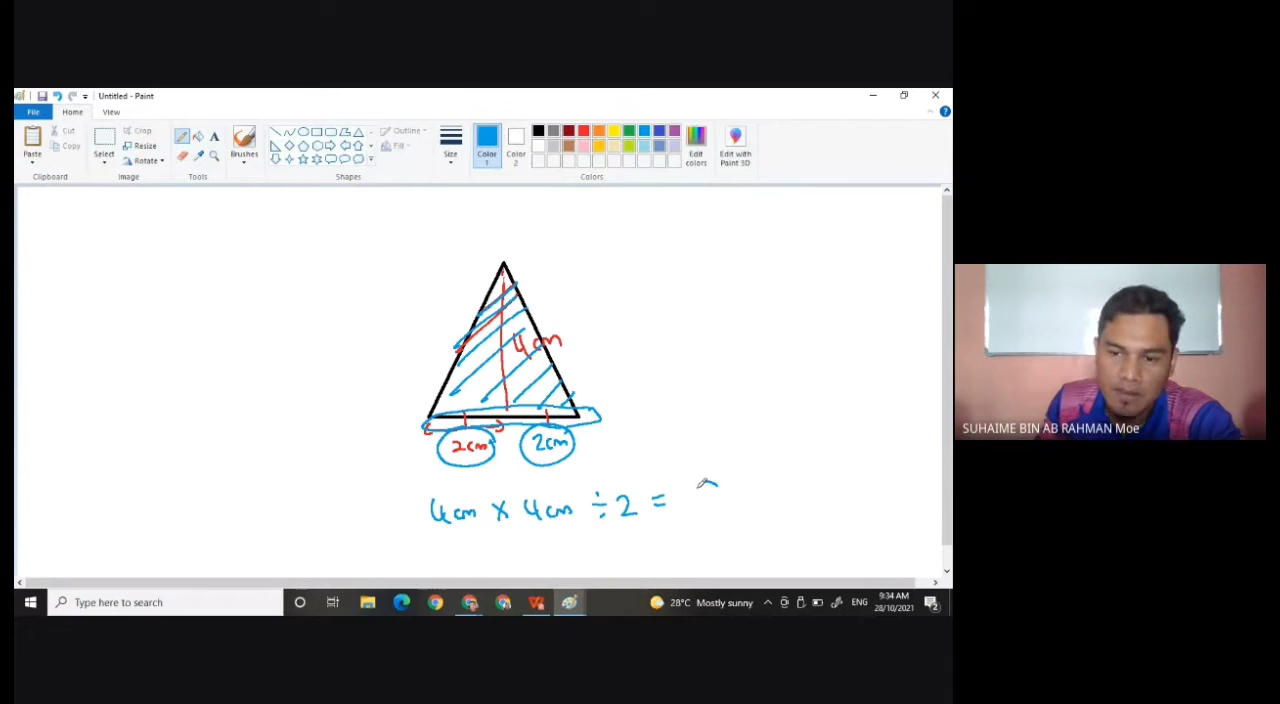 Untitled - Paint
File Home View
Paste
Cut
Copy
Clipboard
Select
Crop
Resize
Rotate
Image
Tools
Brushes
Shapes
Outline
Fill
Size
Color 1
Color 2
Colors
Edit colors
Edit with Paint 3D
4cm
2cm 2cm
4cm x 4cm ÷ 2 =
SUHAIME BIN AB RAHMAN Moe
Type here to search
28°C Mostly sunny
ENG
9:34 AM
28/10/2021
2